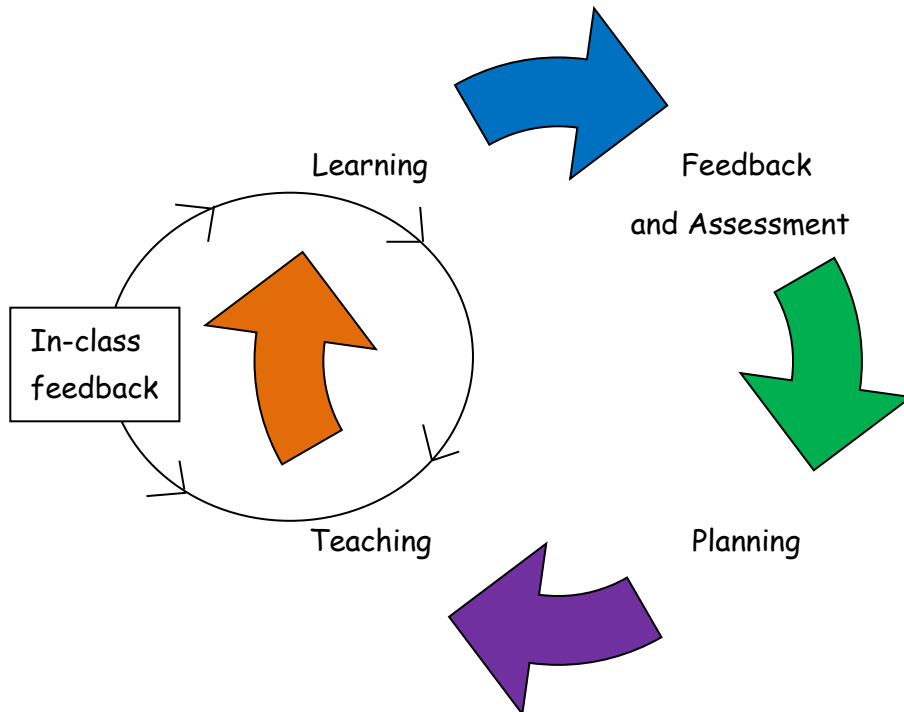 Learning
Feedback
and Assessment
In-class
feedback
Teaching
Planning